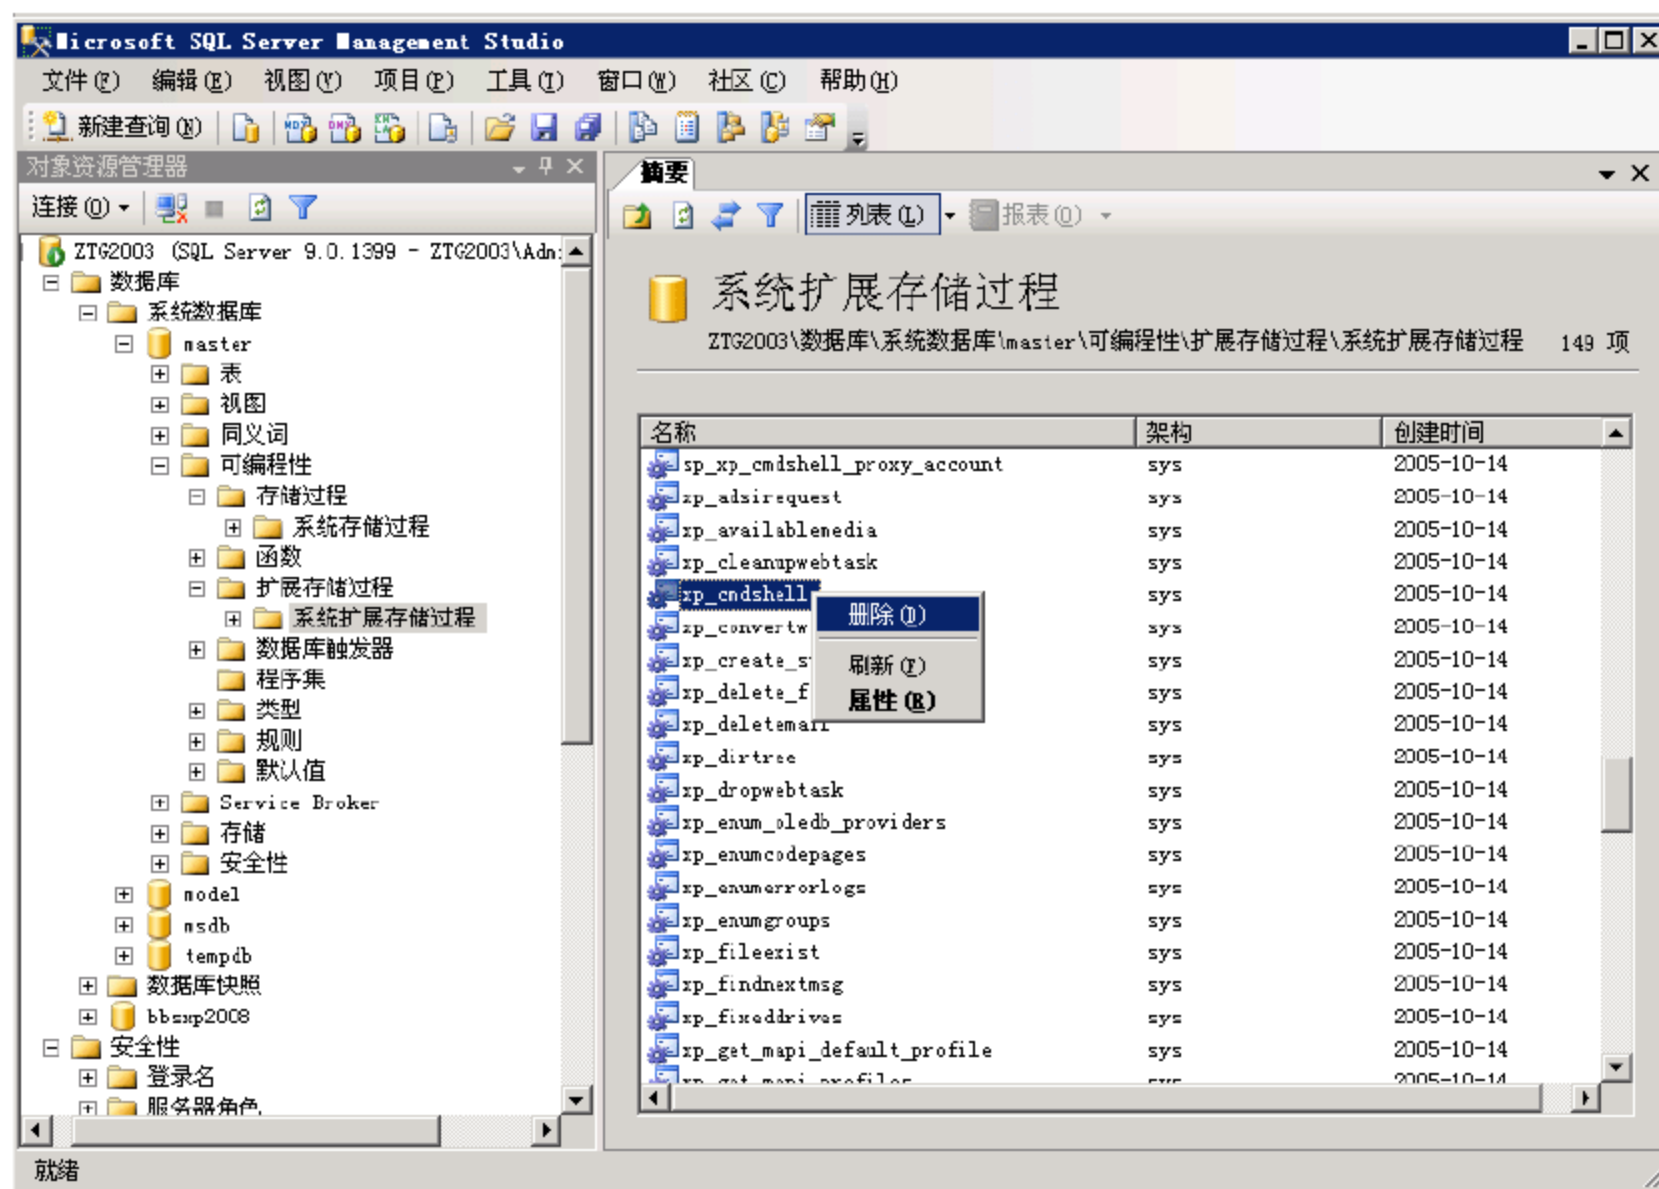 Microsoft SQL Server Management Studio
文件(F) 编辑(E) 视图(V) 项目(P) 工具(T) 窗口(W) 社区(C) 帮助(H)
新建查询(N)
对象资源管理器
连接(O)
ZTG2003 (SQL Server 9.0.1399 - ZTG2003\Adm
数据库
系统数据库
master
表
视图
同义词
可编程性
存储过程
系统存储过程
函数
扩展存储过程
系统扩展存储过程
数据库触发器
程序集
类型
规则
默认值
Service Broker
存储
安全性
model
msdb
tempdb
数据库快照
bbsxp2008
安全性
登录名
服务器角色
摘要
列表(L) 报表(O)
系统扩展存储过程
ZTG2003\数据库\系统数据库\master\可编程性\扩展存储过程\系统扩展存储过程 149 项
名称 架构 创建时间
sp_xp_cmdshell_proxy_account sys 2005-10-14
xp_adsirequest sys 2005-10-14
xp_availablemedia sys 2005-10-14
xp_cleanupwebtask sys 2005-10-14
xp_cmdshell sys 2005-10-14
xp_convertw sys 2005-10-14
xp_create_s sys 2005-10-14
xp_delete_f sys 2005-10-14
xp_deletemail sys 2005-10-14
xp_dirtree sys 2005-10-14
xp_dropwebtask sys 2005-10-14
xp_enum_oledb_providers sys 2005-10-14
xp_enumcodepages sys 2005-10-14
xp_enumerrorlogs sys 2005-10-14
xp_enumgroups sys 2005-10-14
xp_fileexist sys 2005-10-14
xp_findnextmsg sys 2005-10-14
xp_fixeddrives sys 2005-10-14
xp_get_mapi_default_profile sys 2005-10-14
xp_get_mapi_profiles sys 2005-10-14
删除(D)
刷新(F)
属性(R)
就绪